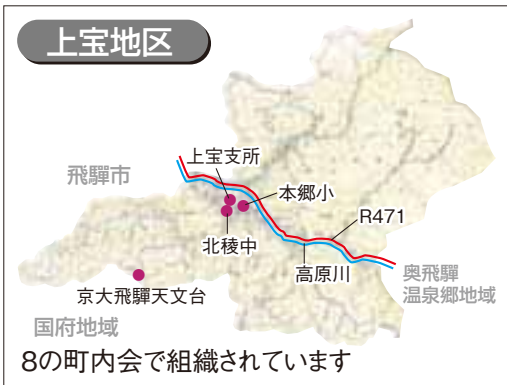 上宝地区
上宝支所
飛騨市
本郷小
R471
北稜中
高原川
奥飛騨
温泉郷地域
京大飛騨天文台
国府地域
8の町内会で組織されています